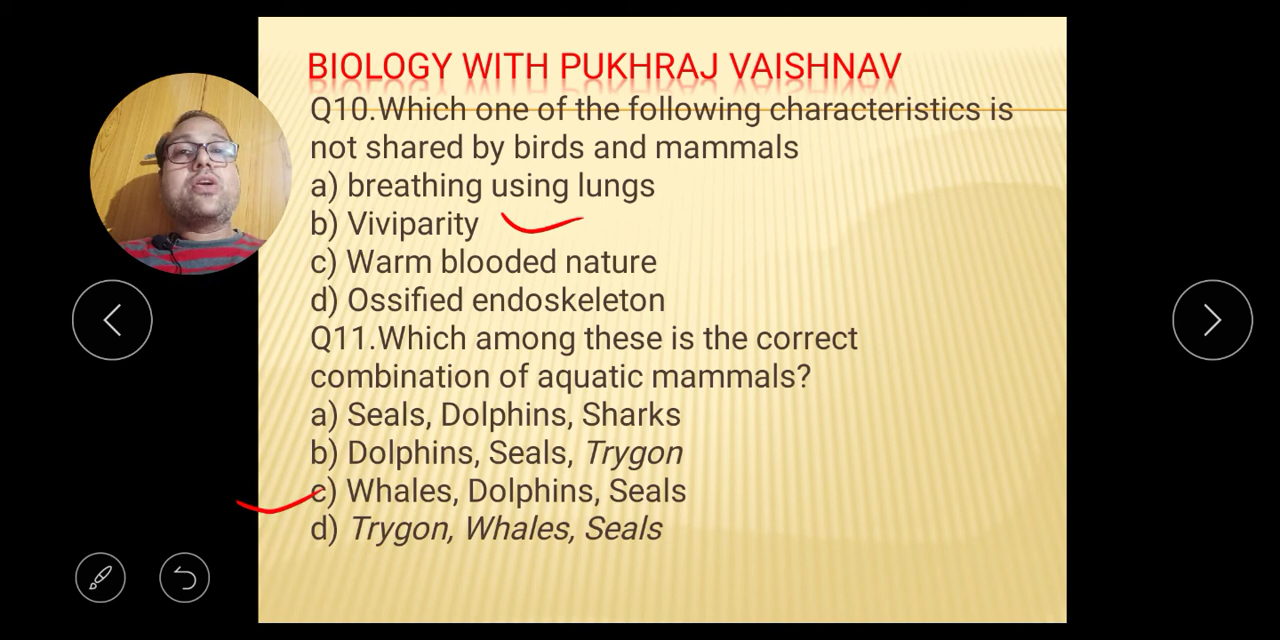 BIOLOGY WITH PUKHRAJ VAISHNAV
Q10.Which one of the following characteristics is
not shared by birds and mammals
a) breathing using lungs
b) Viviparity
c) Warm blooded nature
d) Ossified endoskeleton
Q11.Which among these is the correct
combination of aquatic mammals?
a) Seals, Dolphins, Sharks
b) Dolphins, Seals, Trygon
c) Whales, Dolphins, Seals
d) Trygon, Whales, Seals